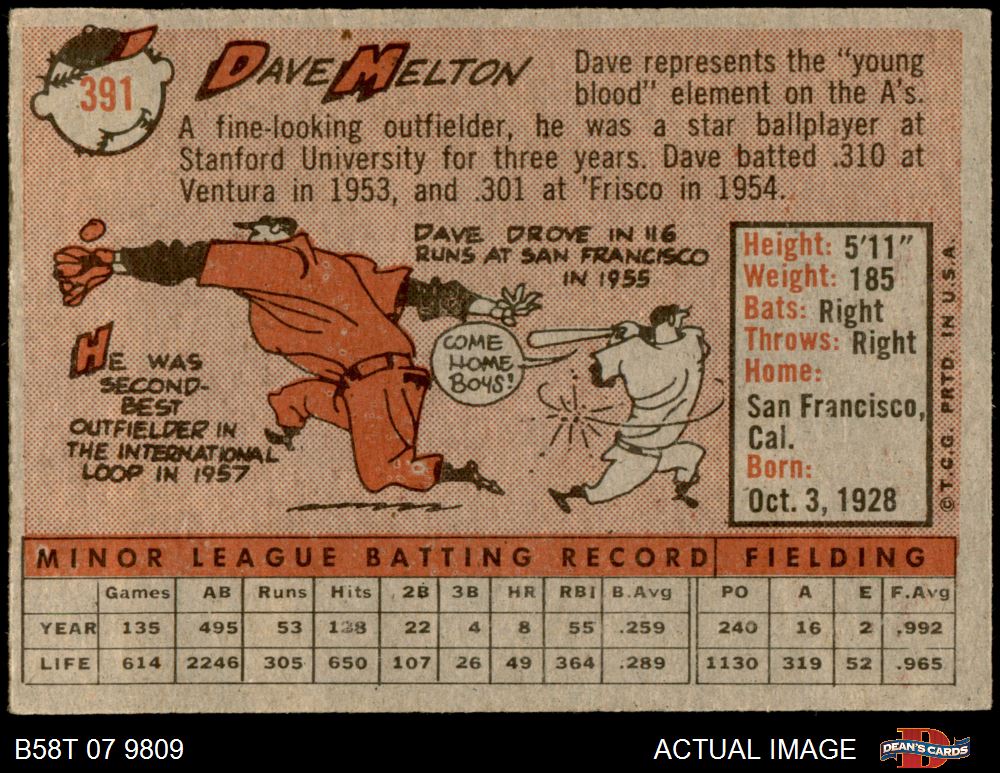 391
DAVE MELTON
Dave represents the "young
blood" element on the A's.
A fine-looking outfielder, he was a star ballplayer at
Stanford University for three years. Dave batted .310 at
Ventura in 1953, and .301 at 'Frisco in 1954.
DAVE DROVE IN 116
RUNS AT SAN FRANCISCO
IN 1955
COME
HOME
BOYS!
HE WAS
SECOND-
BEST
OUTFIELDER IN
THE INTERNATIONAL
LOOP IN 1957
Height: 5'11"
Weight: 185
Bats: Right
Throws: Right
Home:
San Francisco,
Cal.
Born:
Oct. 3, 1928
© T.C.G. PRTD. IN U.S.A.
MINOR LEAGUE BATTING RECORD FIELDING
Games AB Runs Hits 2B 3B HR RBI B.Avg PO A E F.Avg
YEAR 135 495 53 128 22 4 8 55 .259 240 16 2 .992
LIFE 614 2246 305 650 107 26 49 364 .289 1130 319 52 .965
B58T 07 9809
ACTUAL IMAGE
DEAN'S CARDS